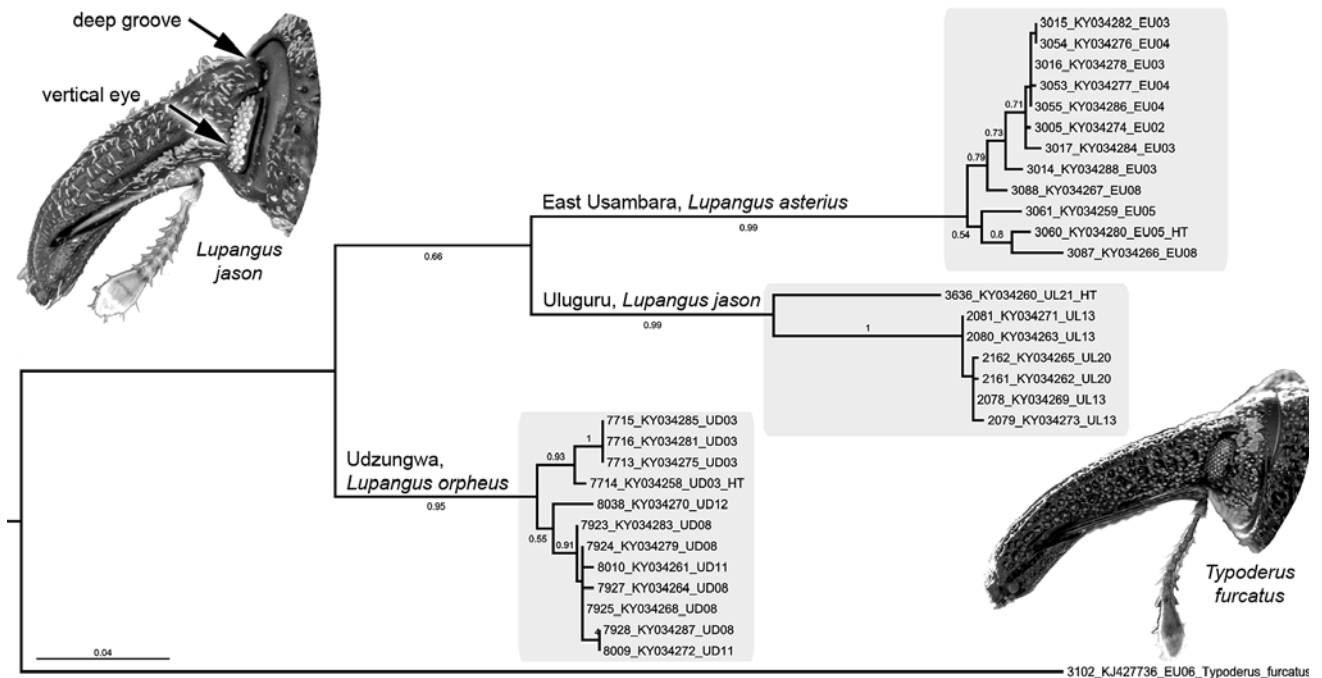 deep groove
vertical eye
Lupangus
jason
East Usambara, Lupangus asterius
0.99
0.66
Uluguru, Lupangus jason
0.99
Udzungwa,
Lupangus orpheus
0.95
3015_KY034282_EU03
3054_KY034276_EU04
3016_KY034278_EU03
3053_KY034277_EU04
3055_KY034286_EU04
3005_KY034274_EU02
3017_KY034284_EU03
3014_KY034288_EU03
3088_KY034267_EU08
3061_KY034259_EU05
3060_KY034280_EU05_HT
3087_KY034266_EU08
0.71
0.73
0.79
0.54
0.8
3636_KY034260_UL21_HT
2081_KY034271_UL13
2080_KY034263_UL13
2162_KY034265_UL20
2161_KY034262_UL20
2078_KY034269_UL13
2079_KY034273_UL13
1
7715_KY034285_UD03
7716_KY034281_UD03
7713_KY034275_UD03
7714_KY034258_UD03_HT
8038_KY034270_UD12
7923_KY034283_UD08
7924_KY034279_UD08
8010_KY034261_UD11
7927_KY034264_UD08
7925_KY034268_UD08
7928_KY034287_UD08
8009_KY034272_UD11
1
0.93
0.55
0.91
Typoderus
furcatus
0.04
3102_KJ427736_EU06_Typoderus_furcatus